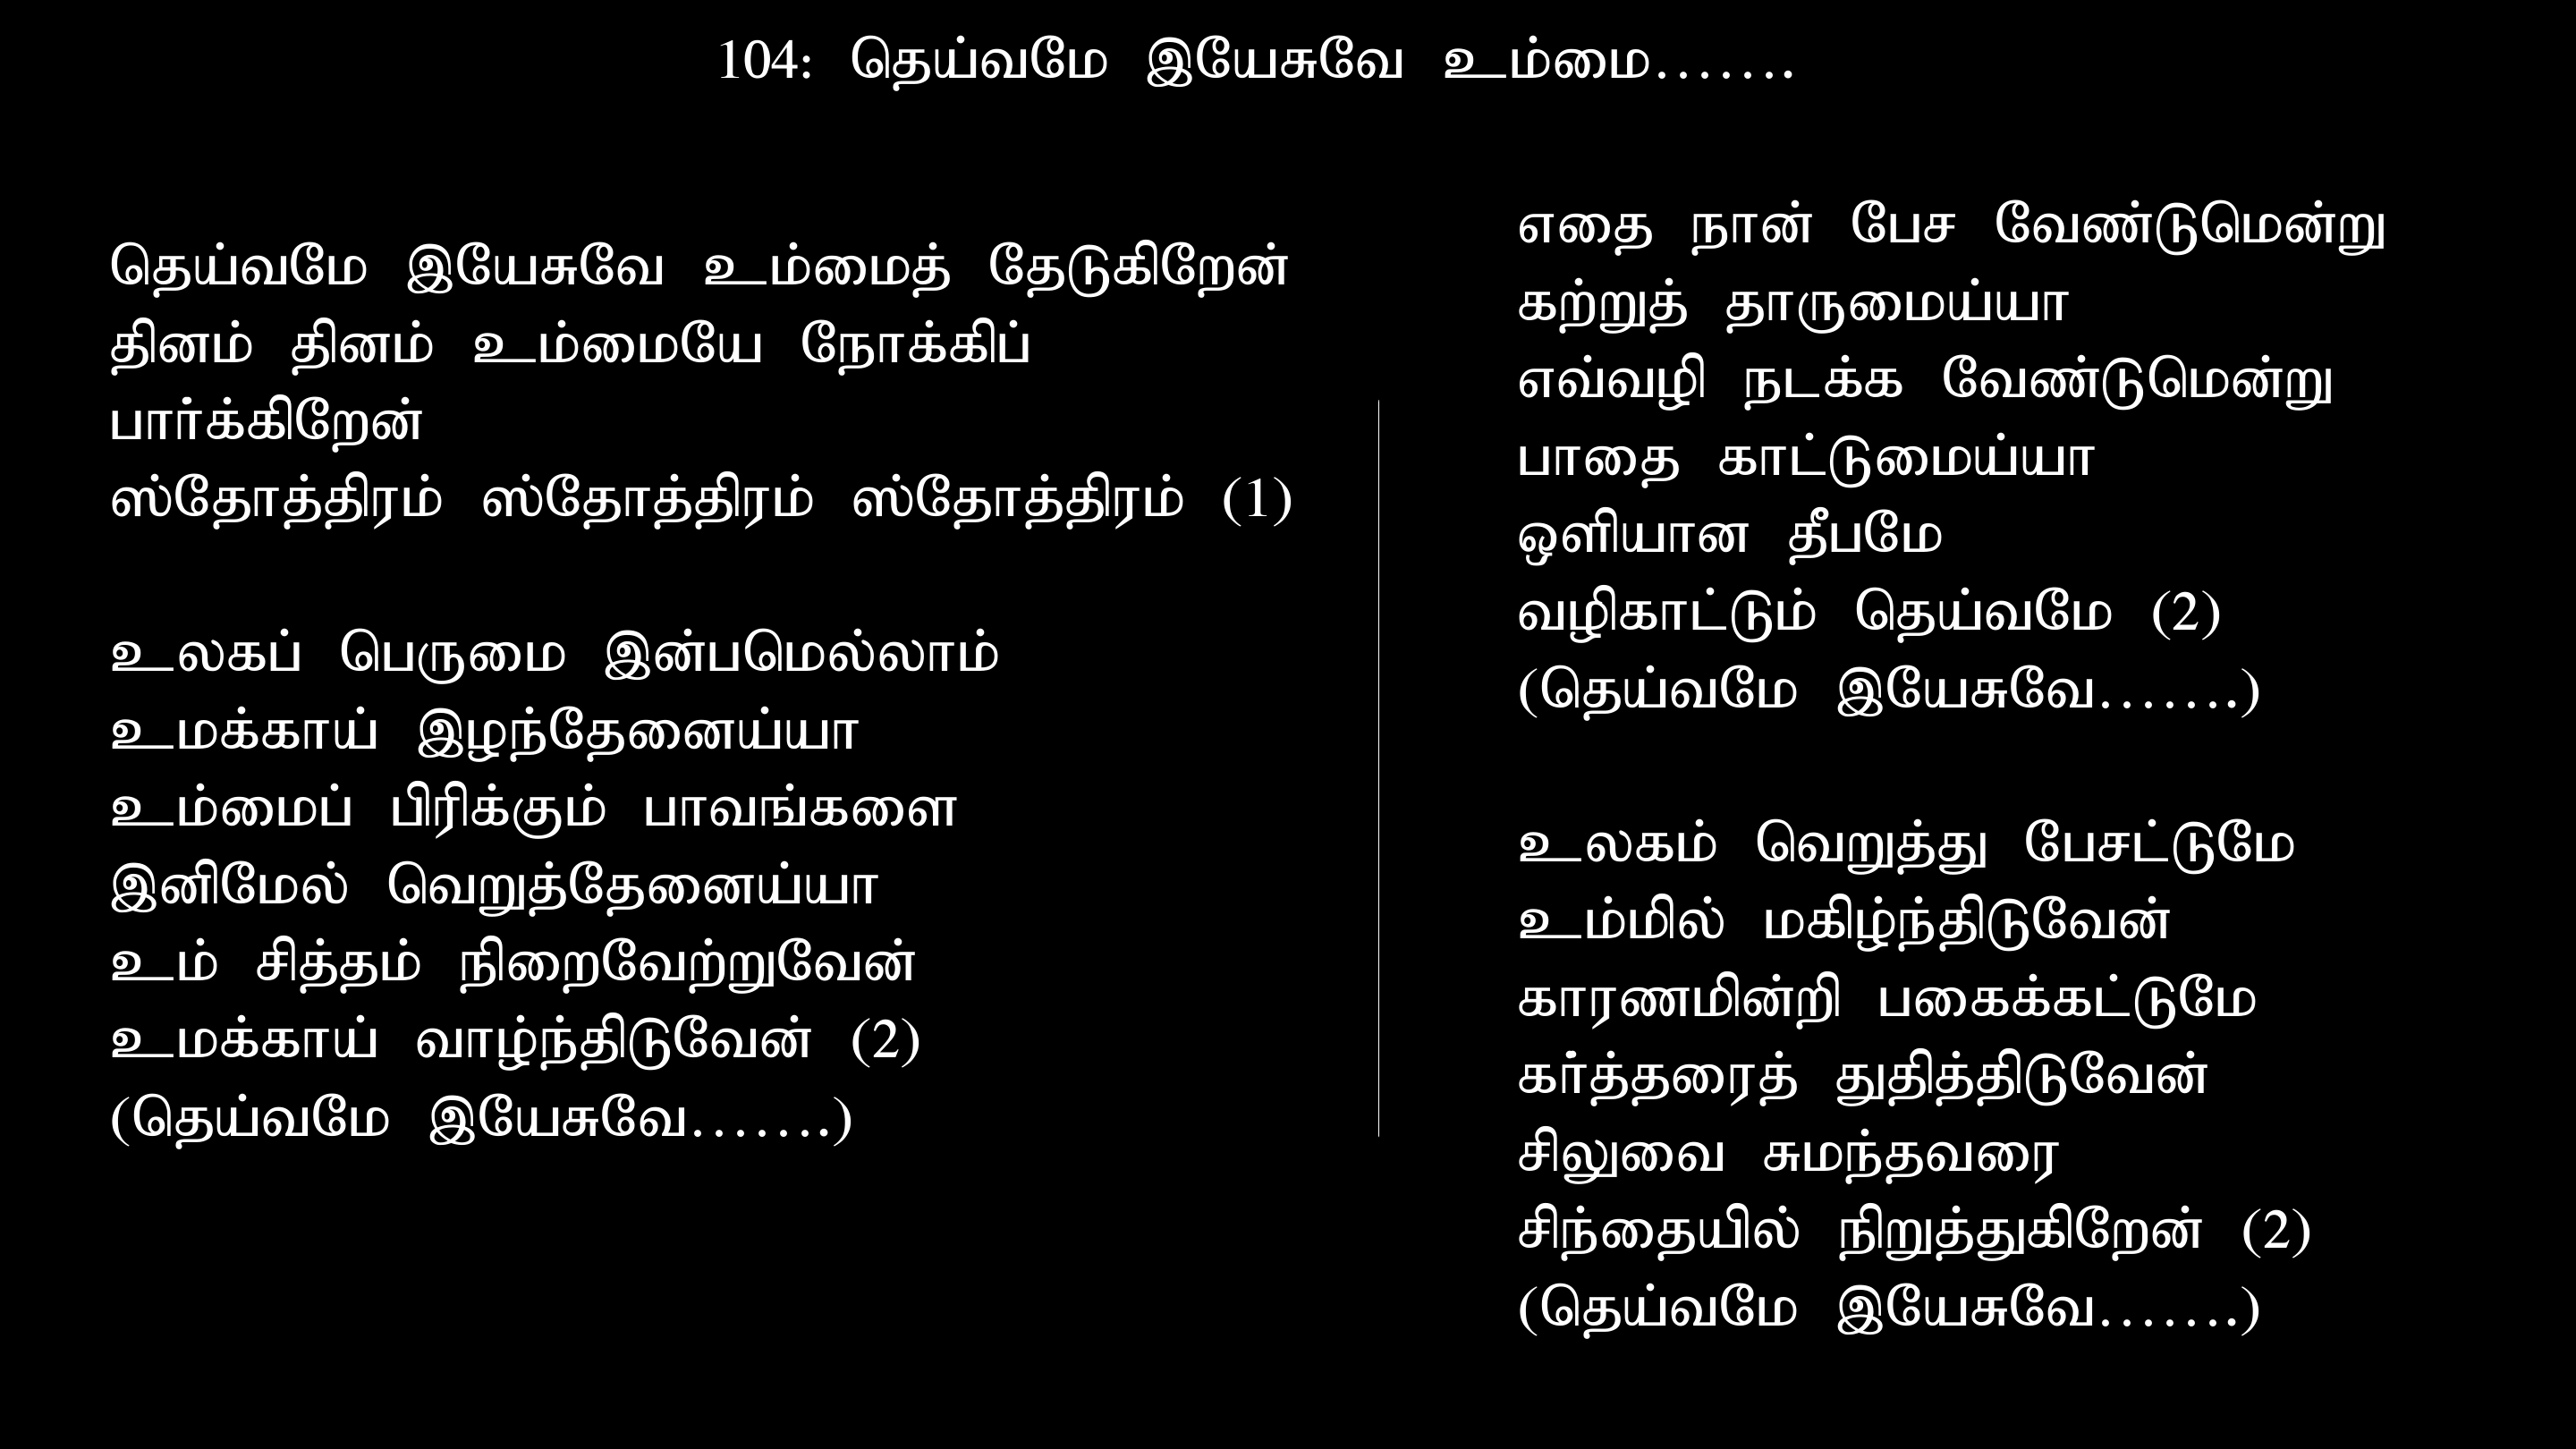 104: தெய்வமே இயேசுவே உம்மை.......
தெய்வமே இயேசுவே உம்மைத் தேடுகிறேன்
தினம் தினம் உம்மையே நோக்கிப்
பார்க்கிறேன்
ஸ்தோத்திரம் ஸ்தோத்திரம் ஸ்தோத்திரம் (1)
உலகப் பெருமை இன்பமெல்லாம்
உமக்காய் இழந்தேனைய்யா
உம்மைப் பிரிக்கும் பாவங்களை
இனிமேல் வெறுத்தேனைய்யா
உம் சித்தம் நிறைவேற்றுவேன்
உமக்காய் வாழ்ந்திடுவேன் (2)
(தெய்வமே இயேசுவே.......)
எதை நான் பேச வேண்டுமென்று
கற்றுத் தாருமைய்யா
எவ்வழி நடக்க வேண்டுமென்று
பாதை காட்டுமைய்யா
ஒளியான தீபமே
வழிகாட்டும் தெய்வமே (2)
(தெய்வமே இயேசுவே.......)
உலகம் வெறுத்து பேசட்டுமே
உம்மில் மகிழ்ந்திடுவேன்
காரணமின்றி பகைக்கட்டுமே
கர்த்தரைத் துதித்திடுவேன்
சிலுவை சுமந்தவரை
சிந்தையில் நிறுத்துகிறேன் (2)
(தெய்வமே இயேசுவே.......)